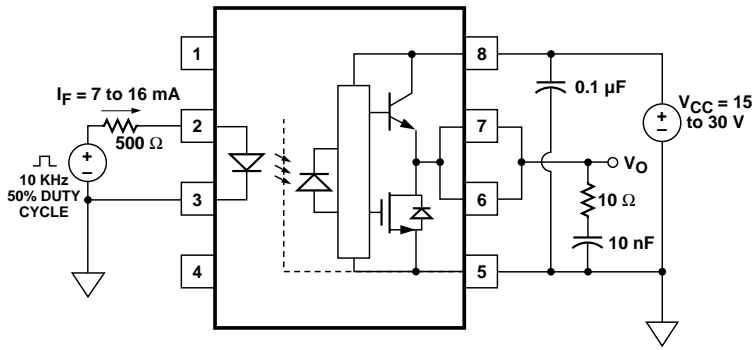 1
8
I_F = 7 to 16 mA
0.1 µF
V_CC = 15
to 30 V
+
–
2
7
500 Ω
+
–
V_O
10 KHz
50% DUTY
CYCLE
3
6
10 Ω
10 nF
4
5